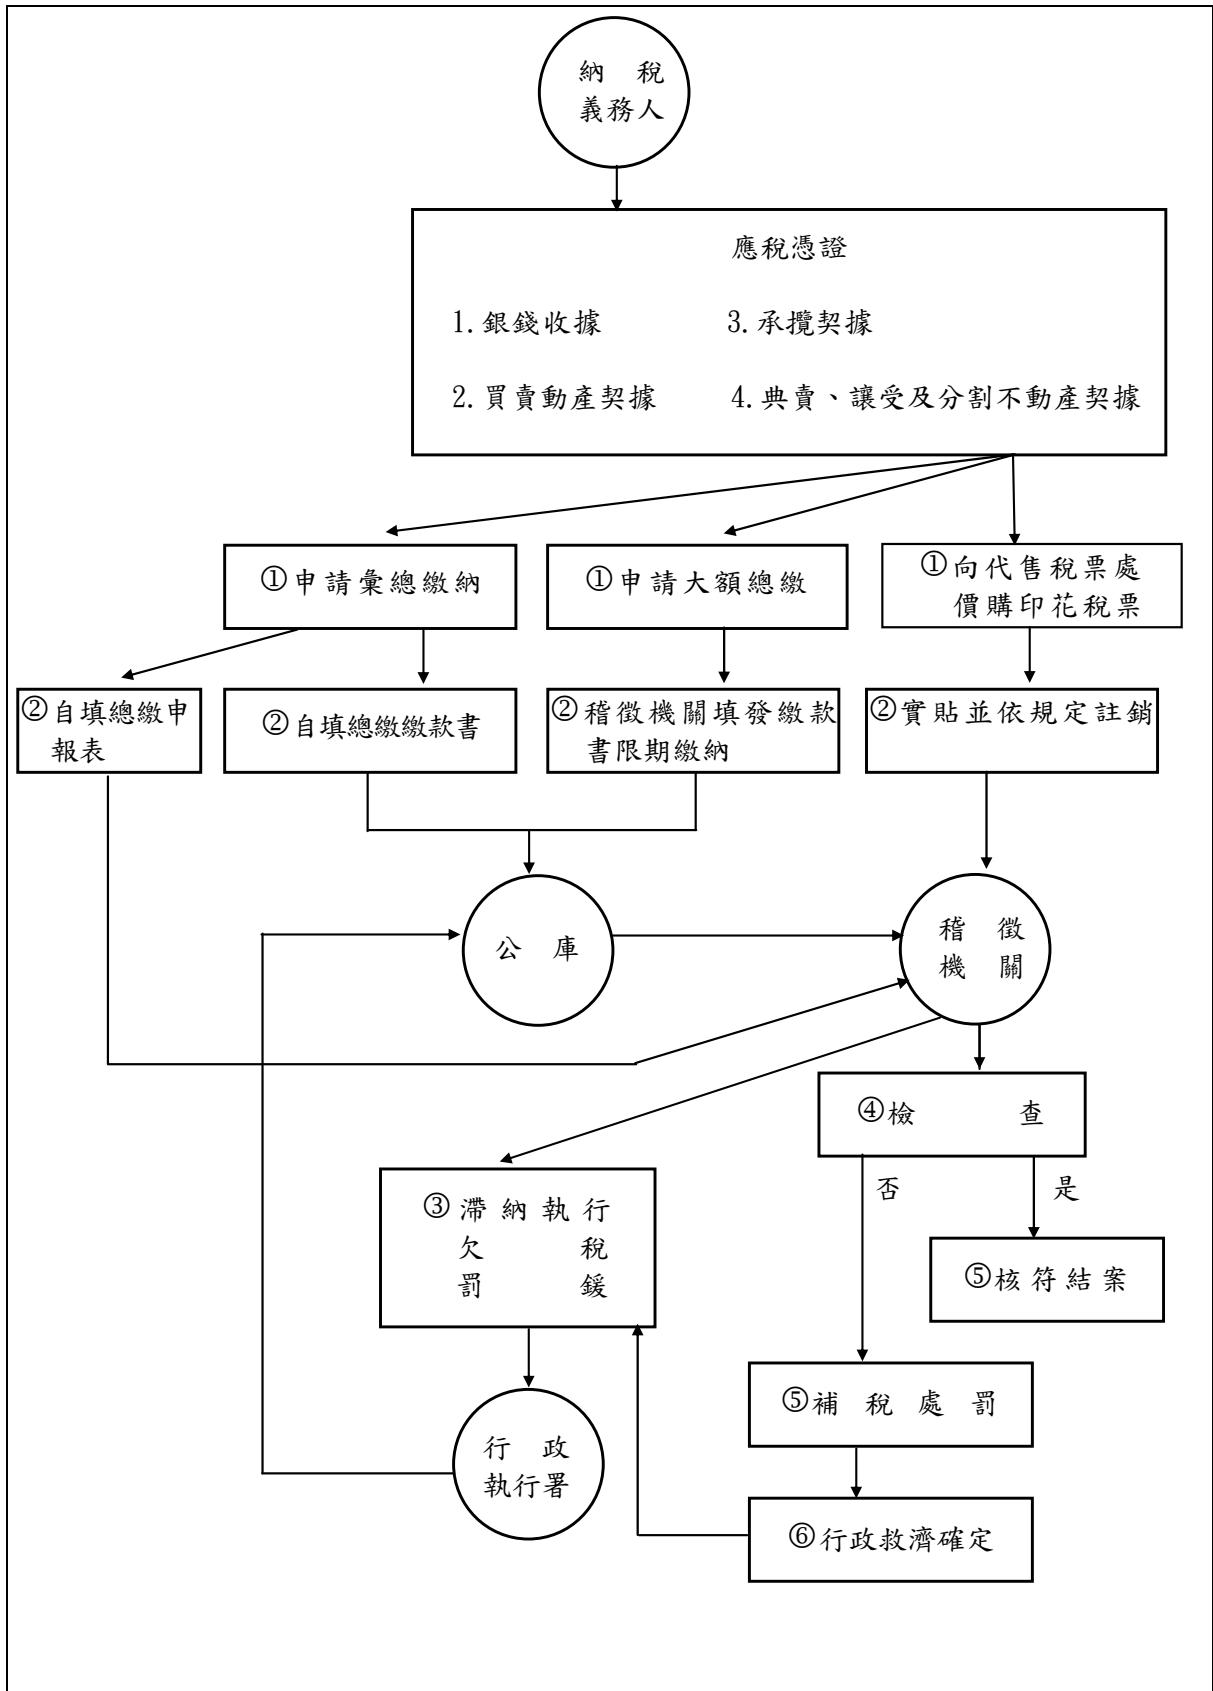 納稅
義務人
應稅憑證
1.銀錢收據
3.承攬契據
2.買賣動產契據
4.典賣、讓受及分割不動產契據
①申請彙總繳納
①申請大額總繳
①向代售稅票處
價購印花稅票
②自填總繳申
報表
②自填總繳繳款書
②稽徵機關填發繳款
書限期繳納
②實貼並依規定註銷
公庫
稽徵
機關
④檢查
否
是
③滯納執行
欠稅
罰鍰
⑤核符結案
⑤補稅處罰
行政
執行署
⑥行政救濟確定